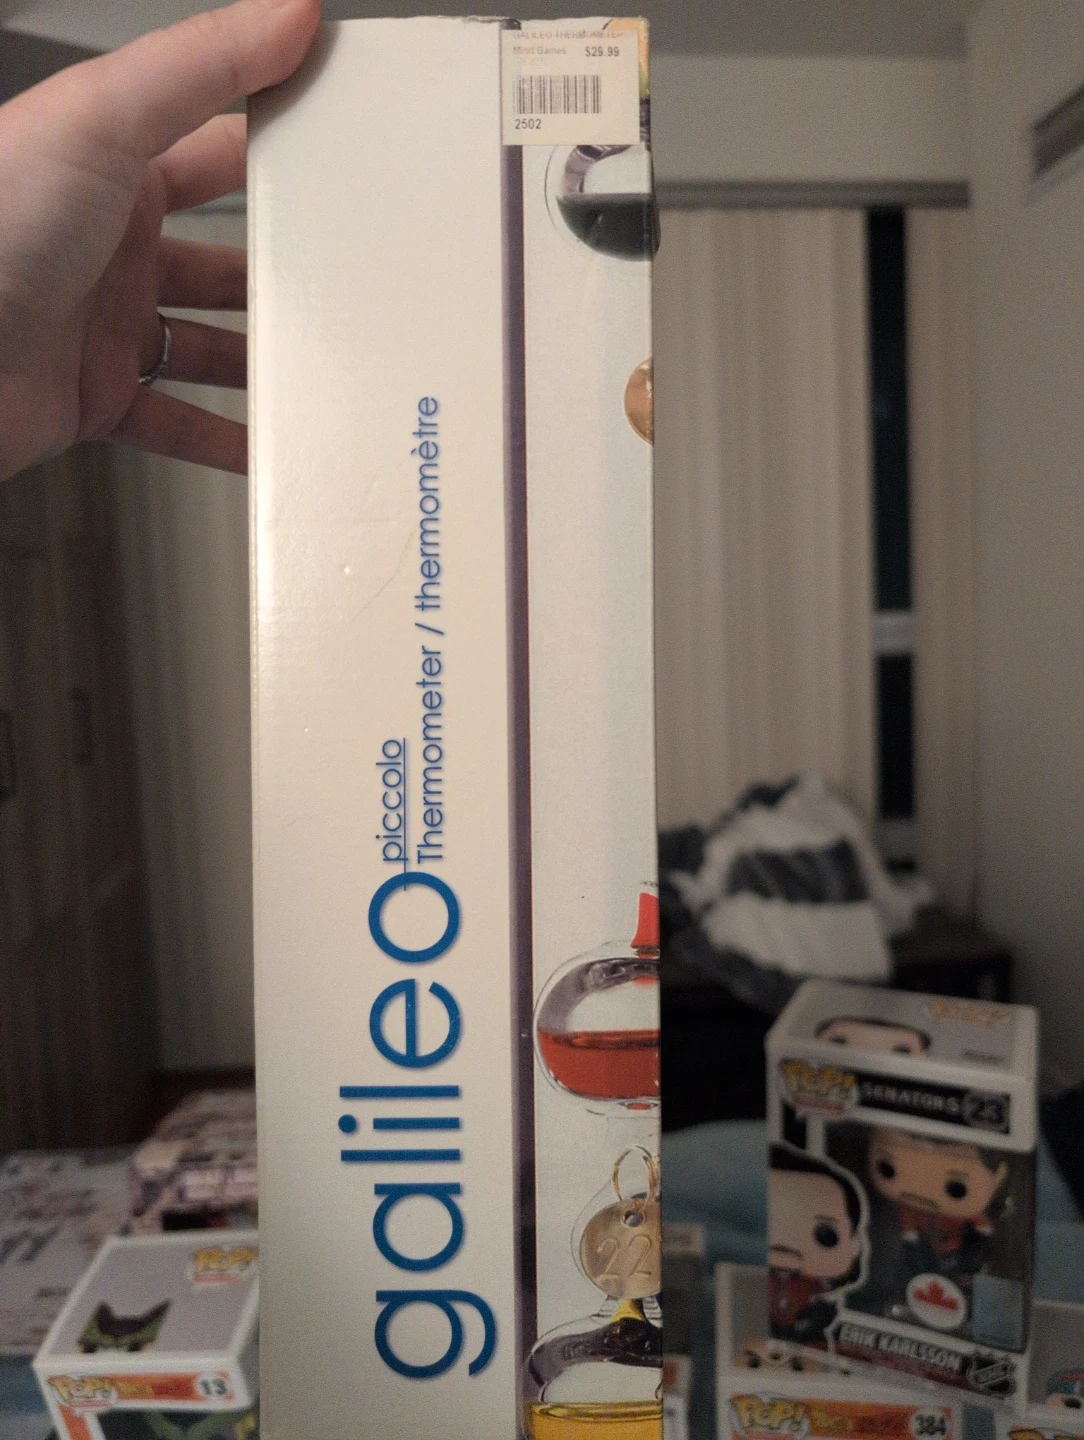 GALILEO THERMOMETER
Mind Games $29.99
2502
galileo
piccolo
Thermometer / thermomètre
22
POP!
SENATORS 23
ERIK KARLSSON
POP!
13
POP!
384